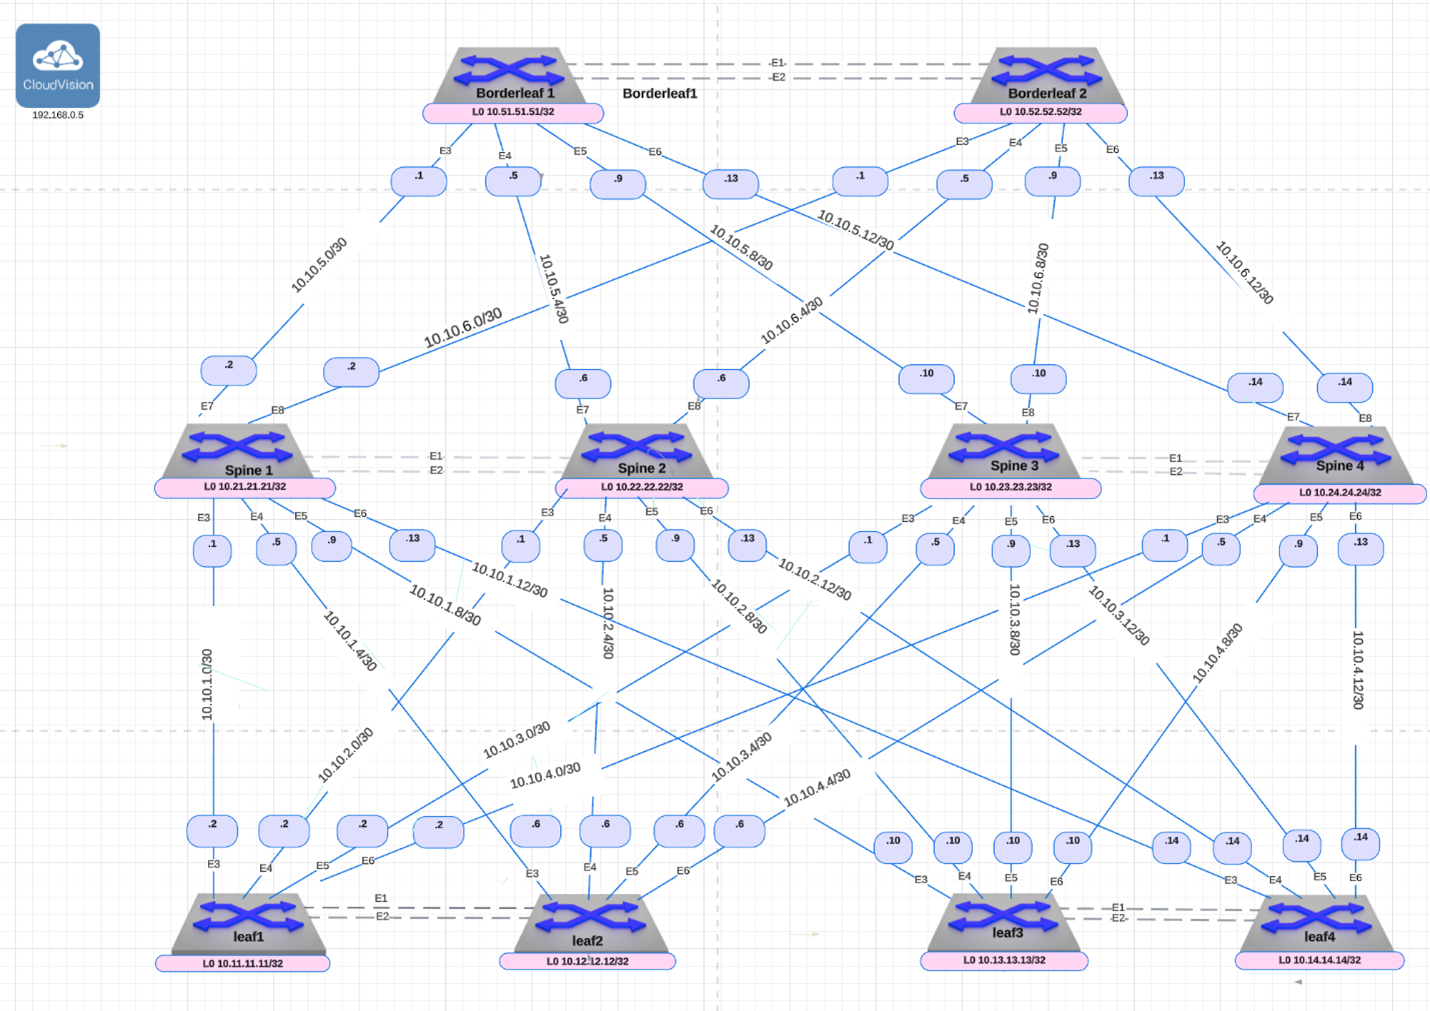 CloudVision
192.168.0.5
Borderleaf 1
L0 10.51.51.51/32
Borderleaf1
E1
E2
Borderleaf 2
L0 10.52.52.52/32
E3
E4
E5
E6
E3
E4
E5
E6
.1
.5
.9
.13
.1
.5
.9
.13
10.10.5.0/30
10.10.5.4/30
10.10.5.8/30
10.10.5.12/30
10.10.6.0/30
10.10.6.4/30
10.10.6.8/30
10.10.6.12/30
.2
.2
.6
.6
.10
.10
.14
.14
E7
E8
E7
E8
E7
E8
E7
E8
Spine 1
L0 10.21.21.21/32
E1
E2
Spine 2
L0 10.22.22.22/32
Spine 3
L0 10.23.23.23/32
E1
E2
Spine 4
L0 10.24.24.24/32
E3
E4
E5
E6
E3
E4
E5
E6
E3
E4
E5
E6
E3
E4
E5
E6
.1
.5
.9
.13
.1
.5
.9
.13
.1
.5
.9
.13
.1
.5
.9
.13
10.10.1.0/30
10.10.1.4/30
10.10.1.8/30
10.10.1.12/30
10.10.2.0/30
10.10.2.4/30
10.10.2.8/30
10.10.2.12/30
10.10.3.0/30
10.10.3.4/30
10.10.3.8/30
10.10.3.12/30
10.10.4.0/30
10.10.4.4/30
10.10.4.8/30
10.10.4.12/30
.2
.2
.2
.2
.6
.6
.6
.6
.10
.10
.10
.10
.14
.14
.14
.14
E3
E4
E5
E6
E3
E4
E5
E6
E3
E4
E5
E6
E3
E4
E5
E6
leaf1
L0 10.11.11.11/32
E1
E2
leaf2
L0 10.12.12.12/32
leaf3
L0 10.13.13.13/32
E1
E2
leaf4
L0 10.14.14.14/32